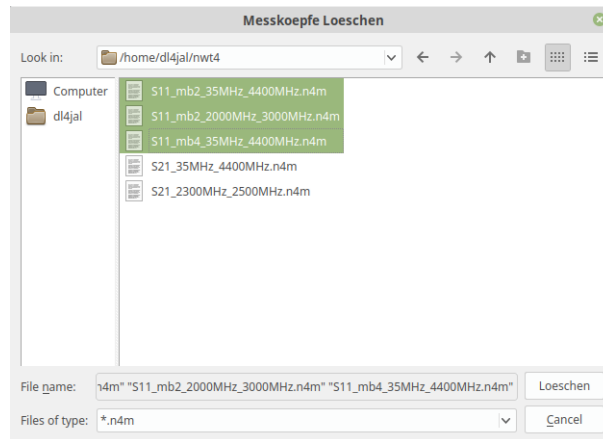 Messkoepfe Loeschen
Look in: /home/dl4jal/nwt4
Computer
dl4jal
S11_mb2_35MHz_4400MHz.n4m
S11_mb2_2000MHz_3000MHz.n4m
S11_mb4_35MHz_4400MHz.n4m
S21_35MHz_4400MHz.n4m
S21_2300MHz_2500MHz.n4m
File name: n4m" "S11_mb2_2000MHz_3000MHz.n4m" "S11_mb4_35MHz_4400MHz.n4m" Loeschen
Files of type: *.n4m Cancel